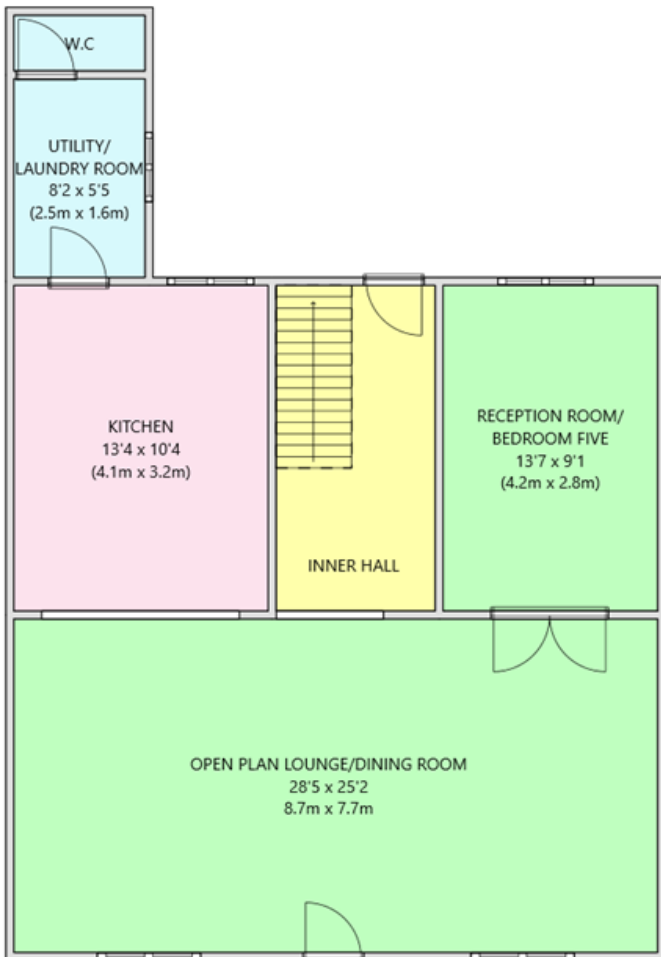 W.C
UTILITY/
LAUNDRY ROOM
8'2 x 5'5
(2.5m x 1.6m)
KITCHEN
13'4 x 10'4
(4.1m x 3.2m)
INNER HALL
RECEPTION ROOM/
BEDROOM FIVE
13'7 x 9'1
(4.2m x 2.8m)
OPEN PLAN LOUNGE/DINING ROOM
28'5 x 25'2
8.7m x 7.7m